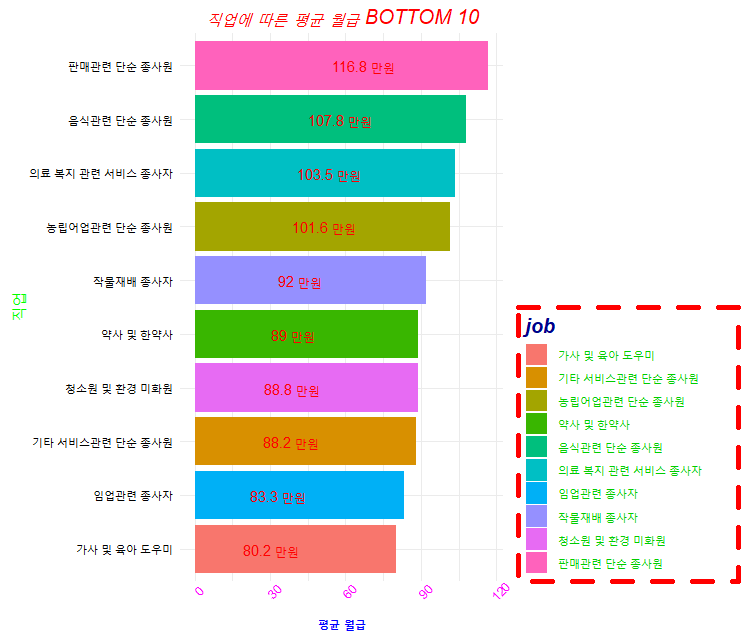 직업에 따른 평균 월급 BOTTOM 10
직업
판매관련 단순 종사원
116.8 만원
음식관련 단순 종사원
107.8 만원
의료 복지 관련 서비스 종사자
103.5 만원
농림어업관련 단순 종사원
101.6 만원
작물재배 종사자
92 만원
약사 및 한약사
89 만원
청소원 및 환경 미화원
88.8 만원
기타 서비스관련 단순 종사원
88.2 만원
임업관련 종사자
83.3 만원
가사 및 육아 도우미
80.2 만원
0 30 60 90 120
평균 월급
job
가사 및 육아 도우미
기타 서비스관련 단순 종사원
농림어업관련 단순 종사원
약사 및 한약사
음식관련 단순 종사원
의료 복지 관련 서비스 종사자
임업관련 종사자
작물재배 종사자
청소원 및 환경 미화원
판매관련 단순 종사원